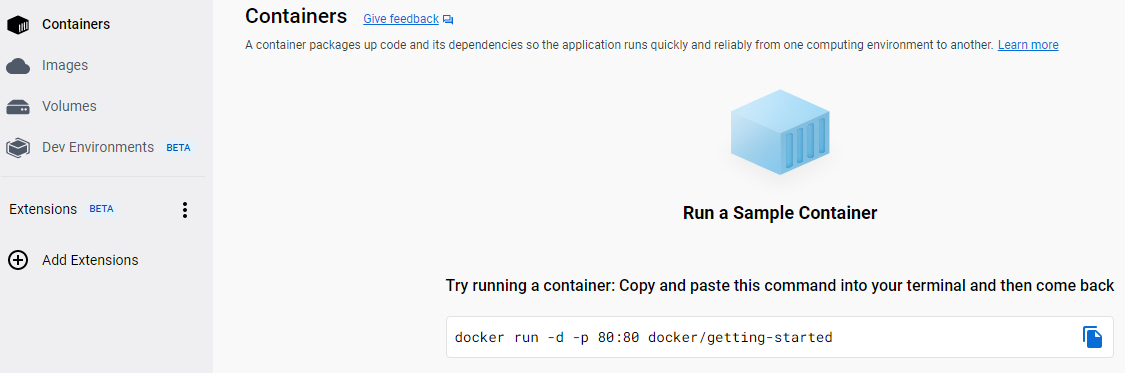 Containers
Images
Volumes
Dev Environments BETA
Extensions BETA
Add Extensions
Containers Give feedback
A container packages up code and its dependencies so the application runs quickly and reliably from one computing environment to another. Learn more
Run a Sample Container
Try running a container: Copy and paste this command into your terminal and then come back
docker run -d -p 80:80 docker/getting-started